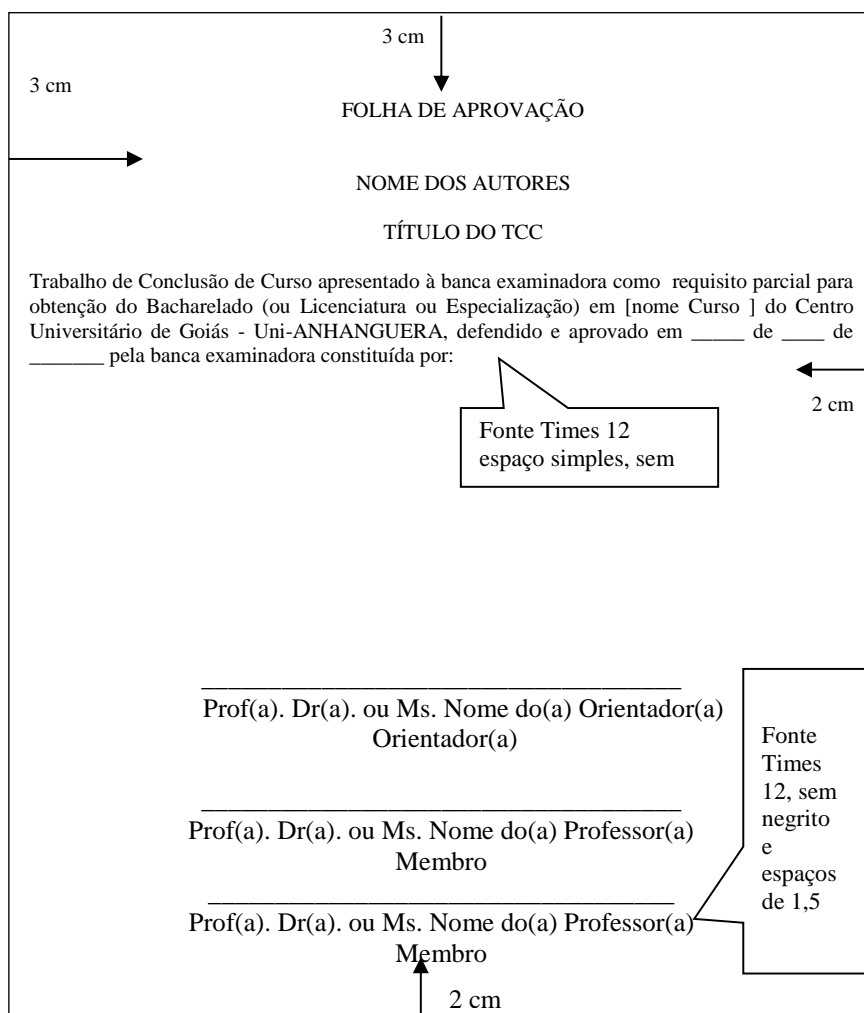 3 cm
3 cm
FOLHA DE APROVAÇÃO
NOME DOS AUTORES
TÍTULO DO TCC
Trabalho de Conclusão de Curso apresentado à banca examinadora como requisito parcial para
obtenção do Bacharelado (ou Licenciatura ou Especialização) em [nome Curso ] do Centro
Universitário de Goiás - Uni-ANHANGUERA, defendido e aprovado em _____ de ____ de
_______ pela banca examinadora constituída por:
2 cm
Fonte Times 12
espaço simples, sem
____________________________________
Prof(a). Dr(a). ou Ms. Nome do(a) Orientador(a)
Orientador(a)
____________________________________
Prof(a). Dr(a). ou Ms. Nome do(a) Professor(a)
Membro
___________________________________
Prof(a). Dr(a). ou Ms. Nome do(a) Professor(a)
Membro
Fonte
Times
12, sem
negrito
e
espaços
de 1,5
2 cm